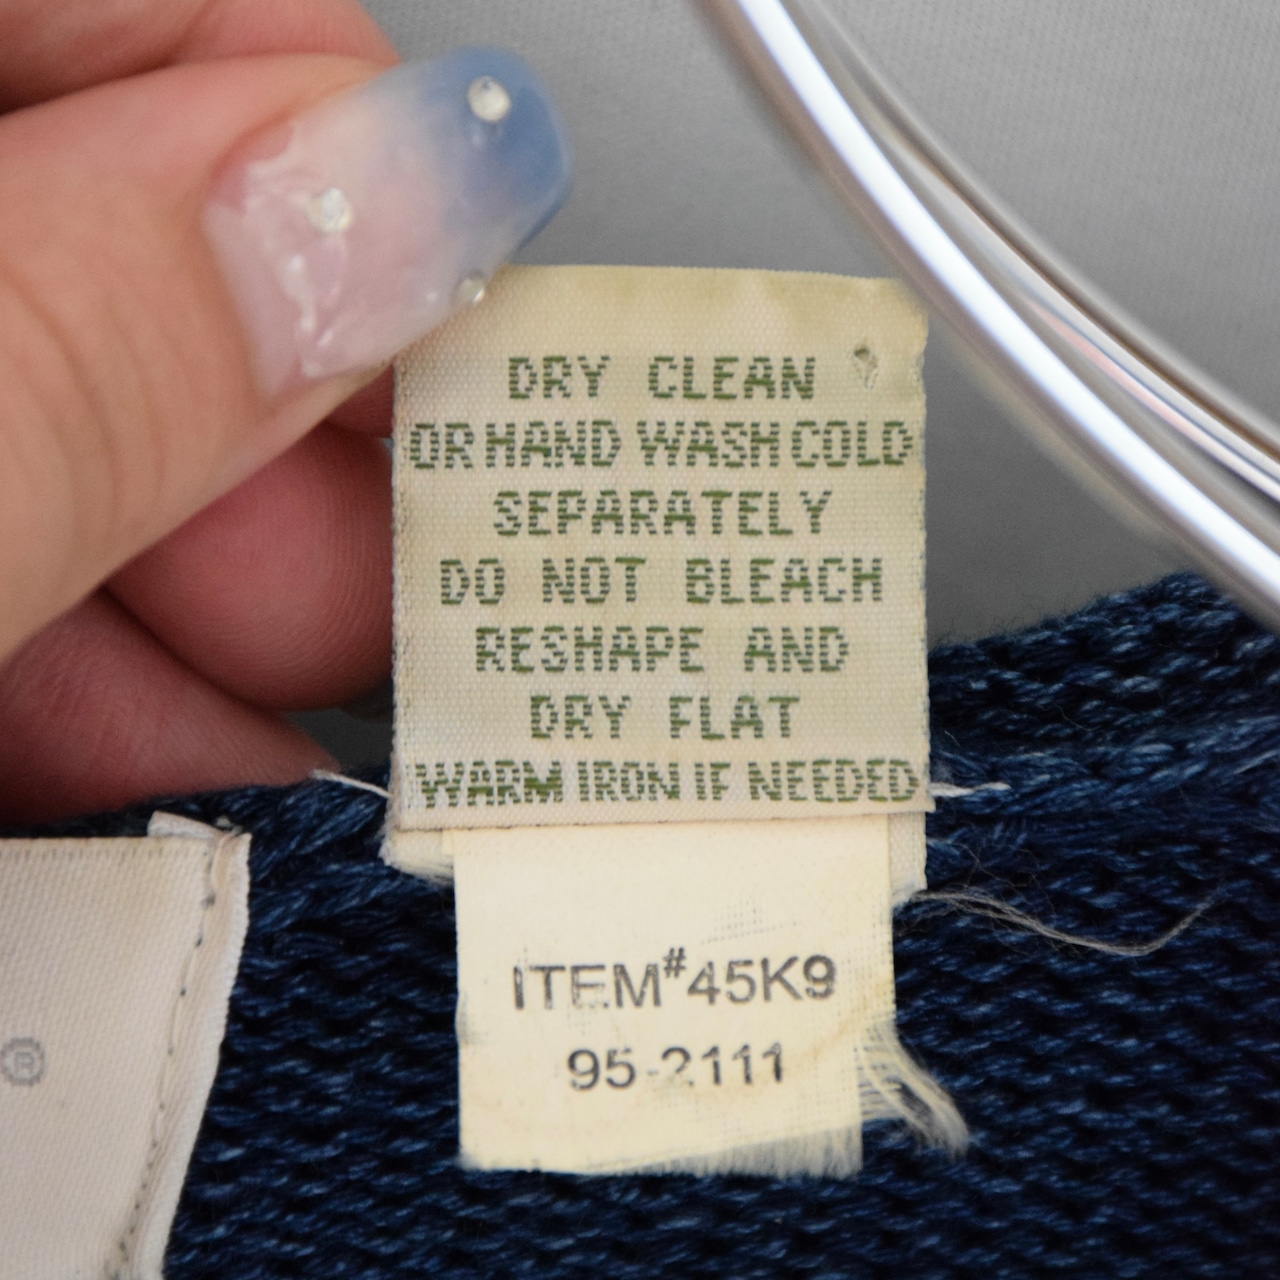 DRY CLEAN
OR HAND WASH COLD
SEPARATELY
DO NOT BLEACH
RESHAPE AND
DRY FLAT
WARM IRON IF NEEDED
ITEM#45K9
95-2111
®